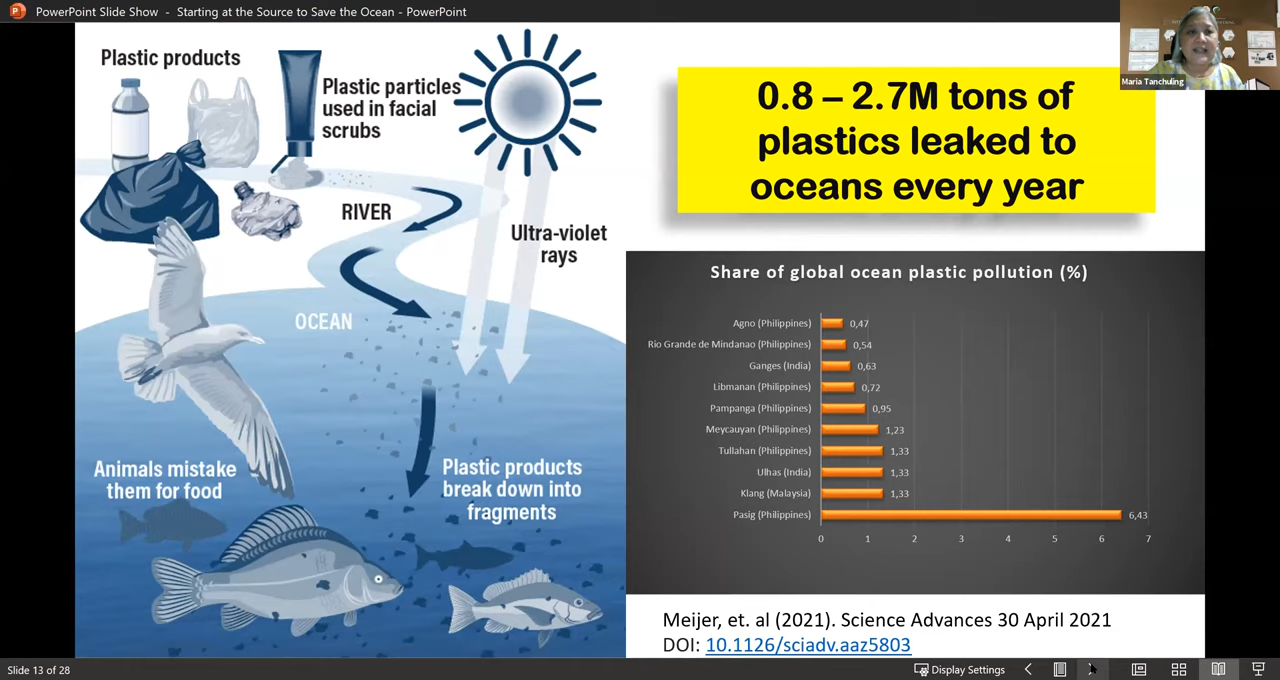 PowerPoint Slide Show - Starting at the Source to Save the Ocean - PowerPoint
Maria Tanchuling
Plastic products
Plastic particles
used in facial
scrubs
RIVER
Ultra-violet
rays
OCEAN
Animals mistake
them for food
Plastic products
break down into
fragments
0.8 – 2.7M tons of
plastics leaked to
oceans every year
Share of global ocean plastic pollution (%)
Agno (Philippines) 0,47
Rio Grande de Mindanao (Philippines) 0,54
Ganges (India) 0,63
Libmanan (Philippines) 0,72
Pampanga (Philippines) 0,95
Meycauyan (Philippines) 1,23
Tullahan (Philippines) 1,33
Ulhas (India) 1,33
Klang (Malaysia) 1,33
Pasig (Philippines) 6,43
0 1 2 3 4 5 6 7
Meijer, et. al (2021). Science Advances 30 April 2021
DOI: 10.1126/sciadv.aaz5803
Slide 13 of 28
Display Settings